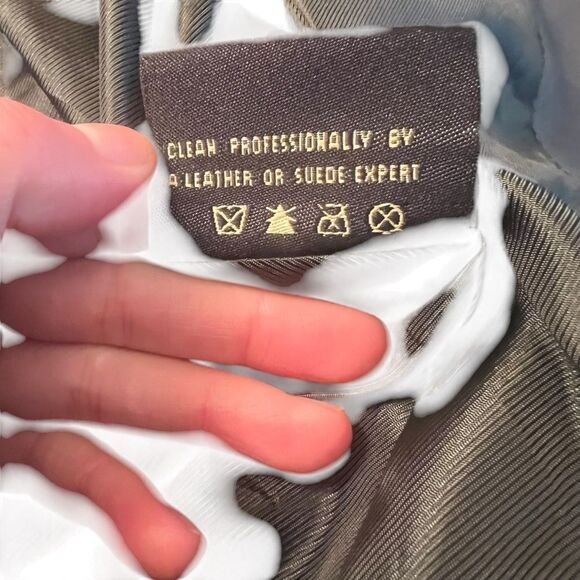 CLEAN PROFESSIONALLY BY
A LEATHER OR SUEDE EXPERT